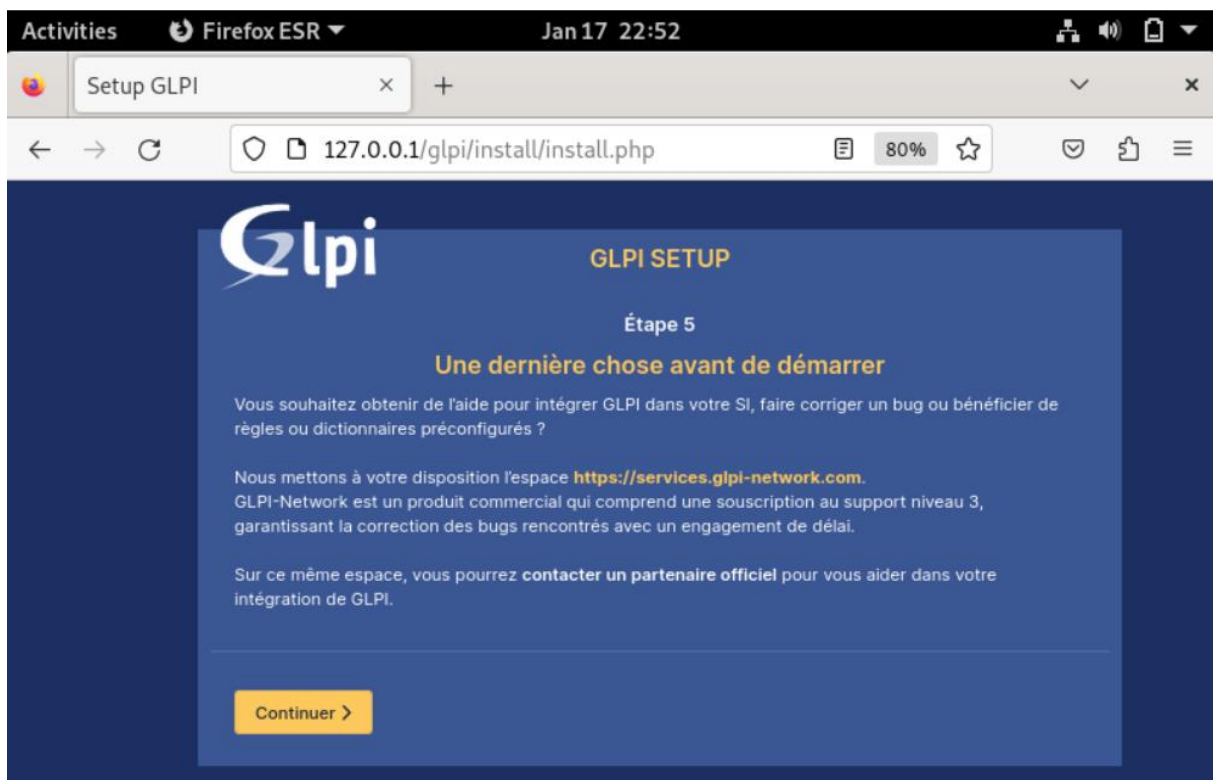 Activities Firefox ESR Jan 17 22:52
Setup GLPI
127.0.0.1/glpi/install/install.php 80%
Glpi
GLPI SETUP
Étape 5
Une dernière chose avant de démarrer
Vous souhaitez obtenir de l'aide pour intégrer GLPI dans votre SI, faire corriger un bug ou bénéficier de
règles ou dictionnaires préconfigurés ?
Nous mettons à votre disposition l'espace https://services.glpi-network.com.
GLPI-Network est un produit commercial qui comprend une souscription au support niveau 3,
garantissant la correction des bugs rencontrés avec un engagement de délai.
Sur ce même espace, vous pourrez contacter un partenaire officiel pour vous aider dans votre
intégration de GLPI.
Continuer